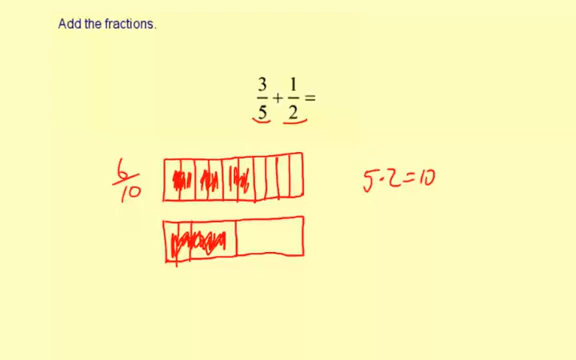 Add the fractions.
3/5 + 1/2 =
6/10
5·2=10